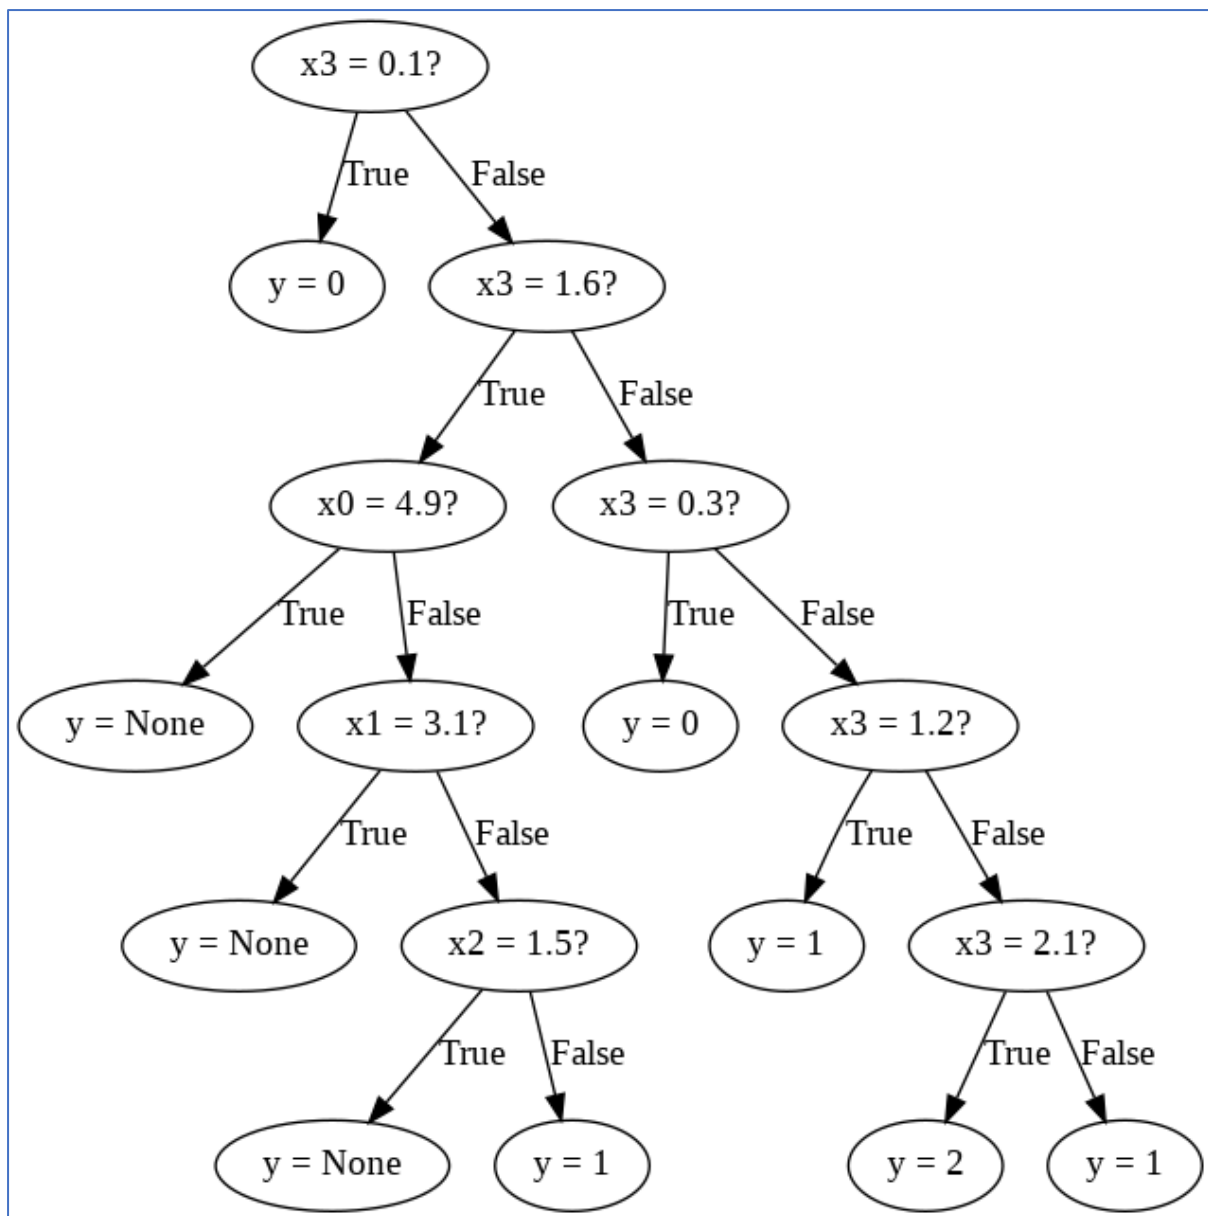 x3 = 0.1?
True
False
y = 0
x3 = 1.6?
True
False
x0 = 4.9?
x3 = 0.3?
True
False
True
False
y = None
x1 = 3.1?
y = 0
x3 = 1.2?
True
False
True
False
y = None
x2 = 1.5?
y = 1
x3 = 2.1?
True
False
True
False
y = None
y = 1
y = 2
y = 1